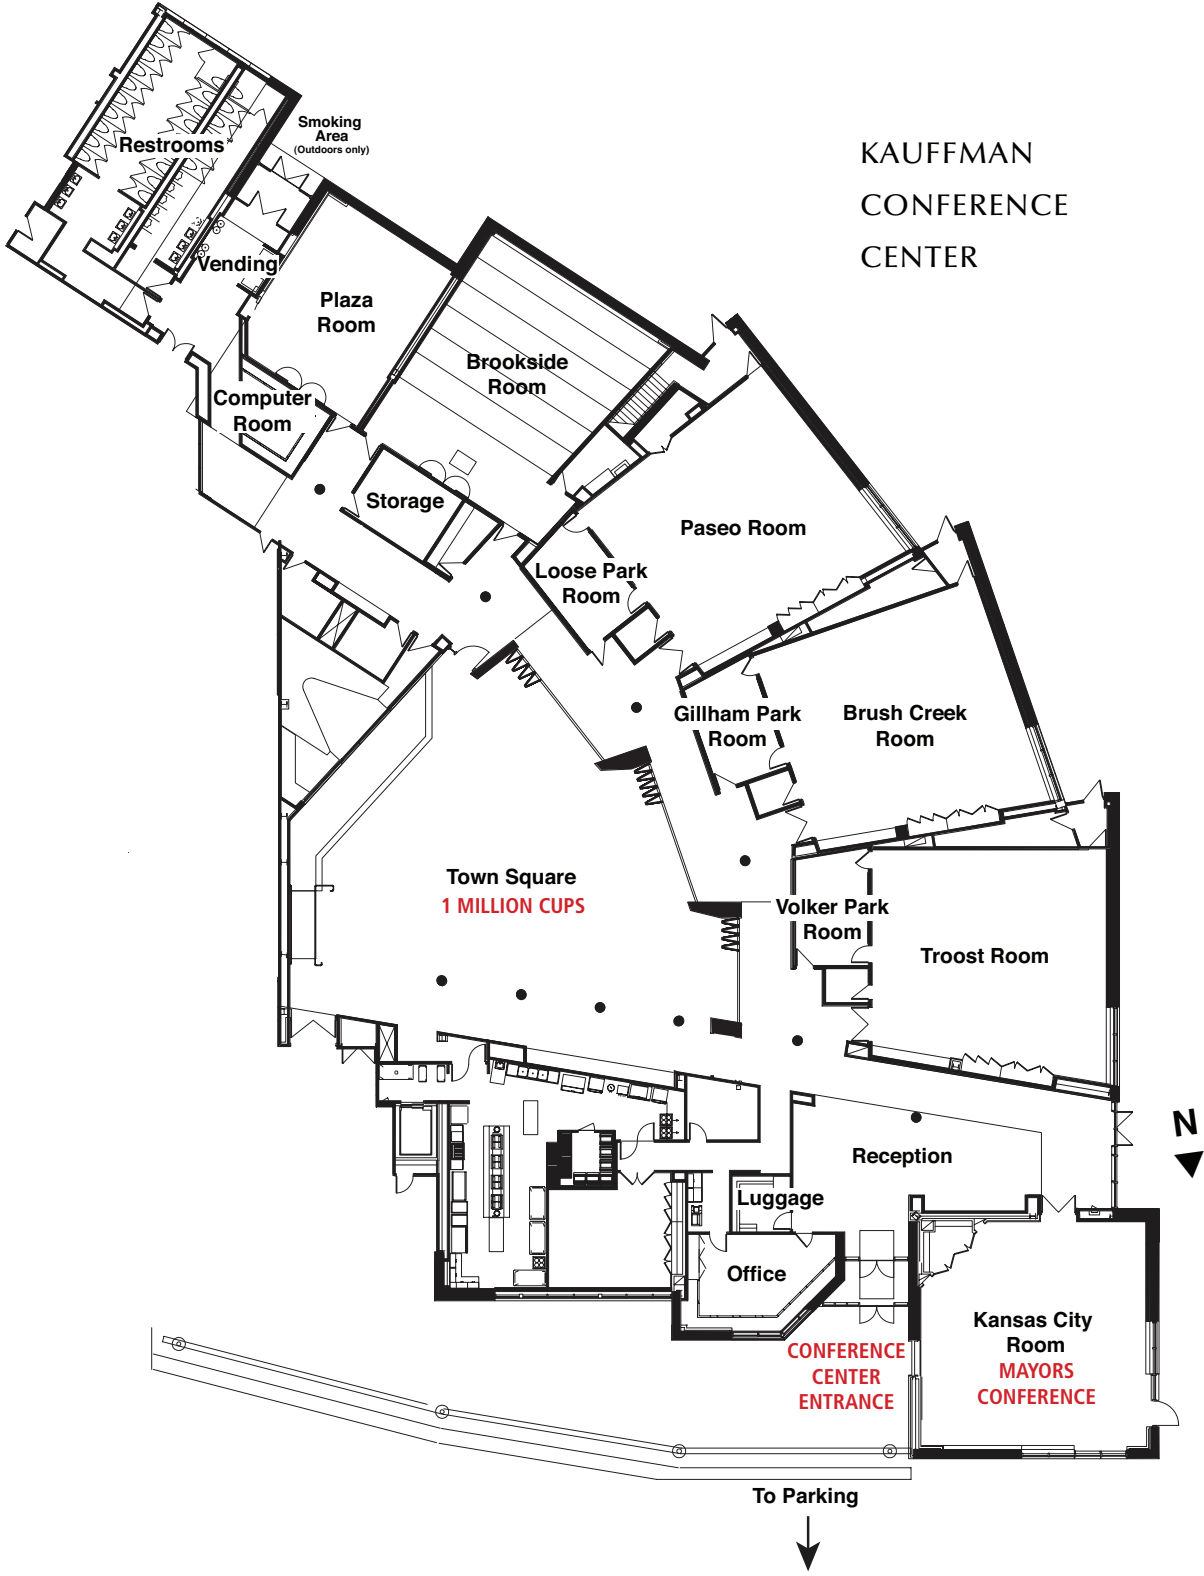 KAUFFMAN
CONFERENCE
CENTER
Smoking
Area
(Outdoors only)
Restrooms
Vending
Plaza
Room
Brookside
Room
Computer
Room
Storage
Paseo Room
Loose Park
Room
Gillham Park
Room
Brush Creek
Room
Town Square
1 MILLION CUPS
Volker Park
Room
Troost Room
N
Reception
Luggage
Office
Kansas City
Room
MAYORS
CONFERENCE
CONFERENCE
CENTER
ENTRANCE
To Parking